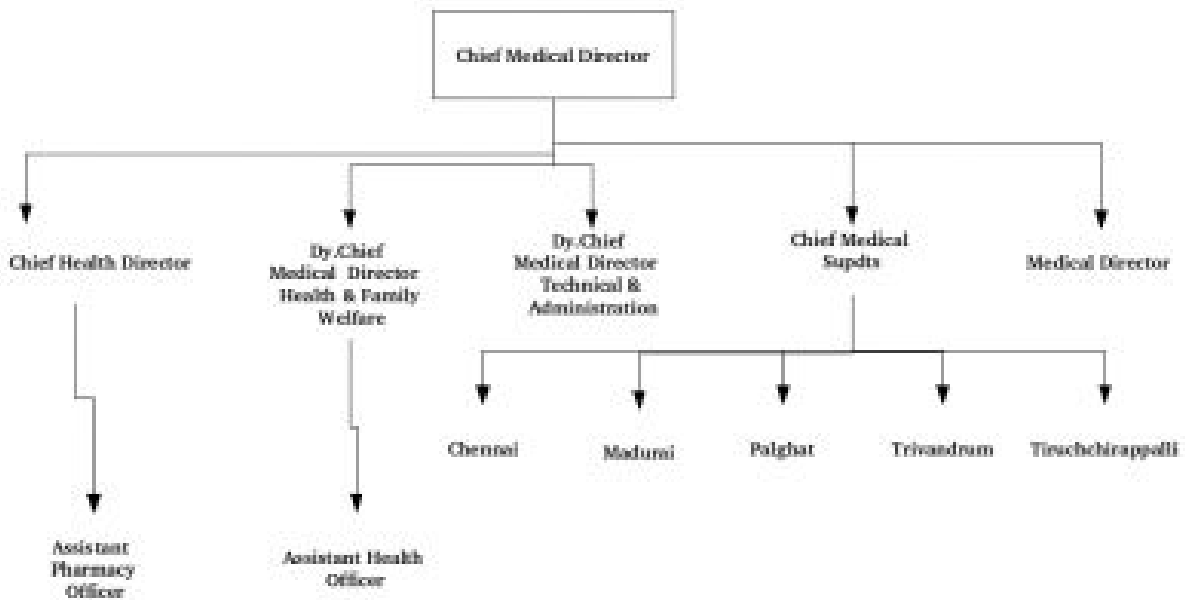 Chief Medical Director
Chief Health Director
Dy.Chief
Medical Director
Health & Family
Welfare
Dy.Chief
Medical Director
Technical &
Administration
Chief Medical
Supdts
Medical Director
Chennai
Madurai
Palghat
Trivandrum
Tiruchchirappalli
Assistant
Pharmacy
Officer
Assistant Health
Officer